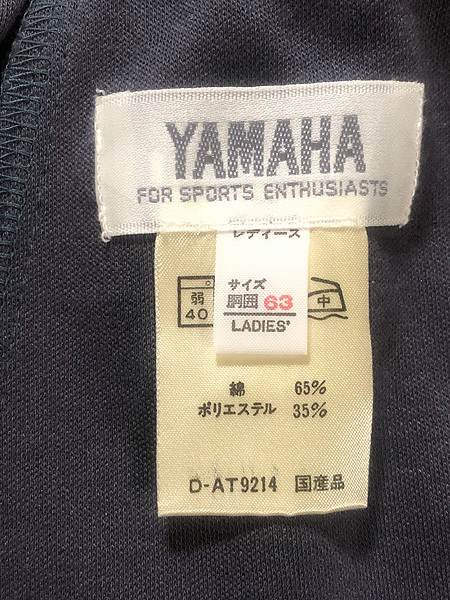 YAMAHA
FOR SPORTS ENTHUSIASTS
レディース
サイズ
胴囲 63
LADIES'
弱
40
中
綿 65%
ポリエステル 35%
D-AT9214 国産品